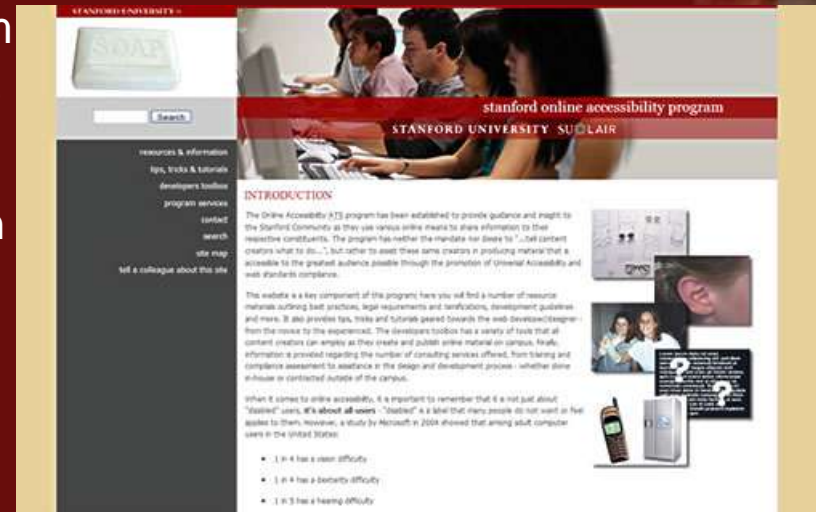 n
n
STANFORD UNIVERSITY
SOAP
Search
stanford online accessibility program
STANFORD UNIVERSITY SU LAIR
resources & information
tips, tricks & tutorials
developers toolbox
program services
contact
search
site map
tell a colleague about this site
INTRODUCTION
The Online Accessibility ATS program has been established to provide guidance and insight to
the Stanford Community as they use various online means to share information to their
respective constituents. The program has neither the mandate nor desire to "...tell content
creators what to do...", but rather to assist these same creators in producing material that is
accessible to the greatest audience possible through the promotion of Universal Accessibility and
web standards compliance.
This website is a key component of this program; here you will find a number of resource
materials outlining best practices, legal requirements and ramifications, development guidelines
and more. It also provides tips, tricks and tutorials geared towards the web developer/designer -
from the novice to the experienced. The developers toolbox has a variety of tools that all
content creators can employ as they create and publish online material on campus. Finally,
information is provided regarding the number of consulting services offered, from training and
compliance assessment to assistance in the design and development process - whether done
in-house or contracted outside of the campus.
When it comes to online accessibility, it is important to remember that it is not just about
"disabled" users, it's about all users - "disabled" is a label that many people do not want or feel
applies to them. However, a study by Microsoft in 2004 showed that among adult computer
users in the United States:
1 in 4 has a vision difficulty
1 in 4 has a dexterity difficulty
1 in 5 has a hearing difficulty
? ?